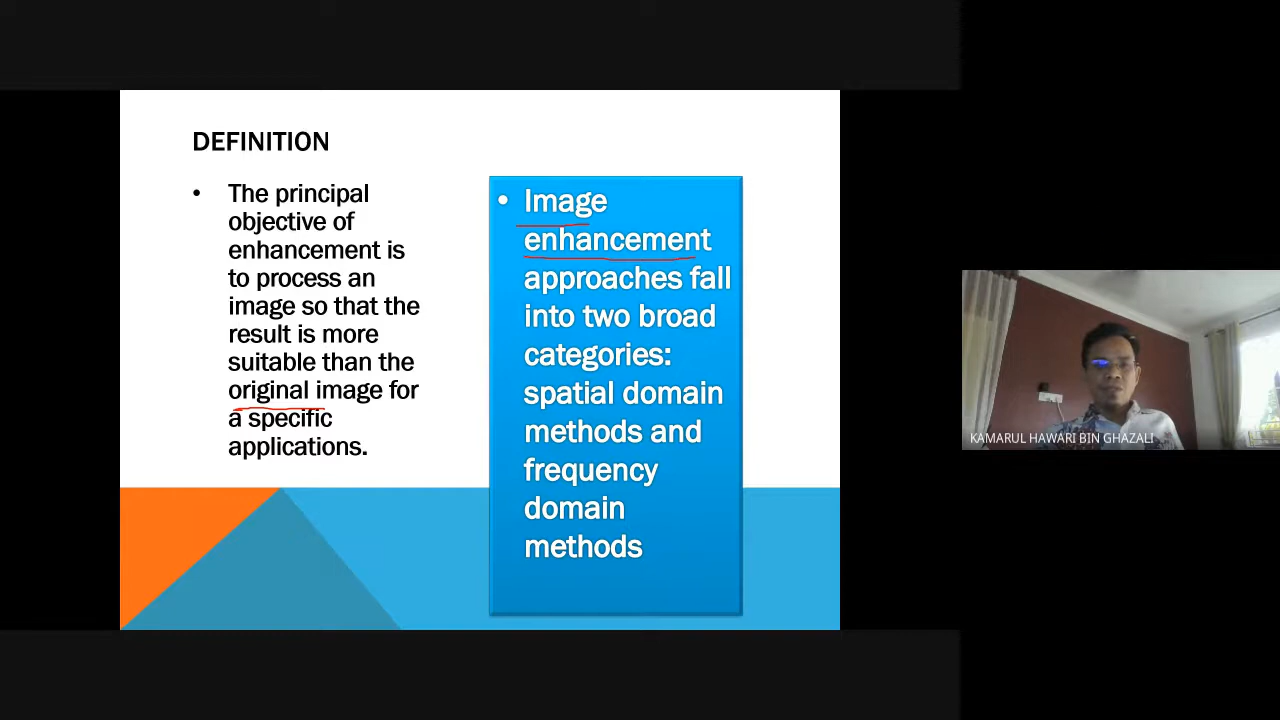 DEFINITION
• The principal
objective of
enhancement is
to process an
image so that the
result is more
suitable than the
original image for
a specific
applications.
• Image
enhancement
approaches fall
into two broad
categories:
spatial domain
methods and
frequency
domain
methods
KAMARUL HAWARI BIN GHAZALI